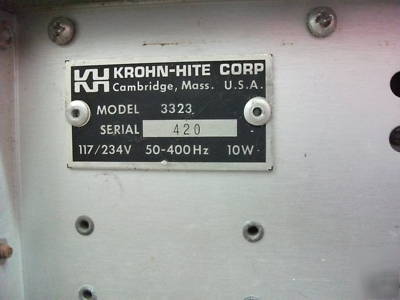 KH KROHN-HITE CORP
Cambridge, Mass. U.S.A.
MODEL 3323
SERIAL 420
117/234V 50-400Hz 10W